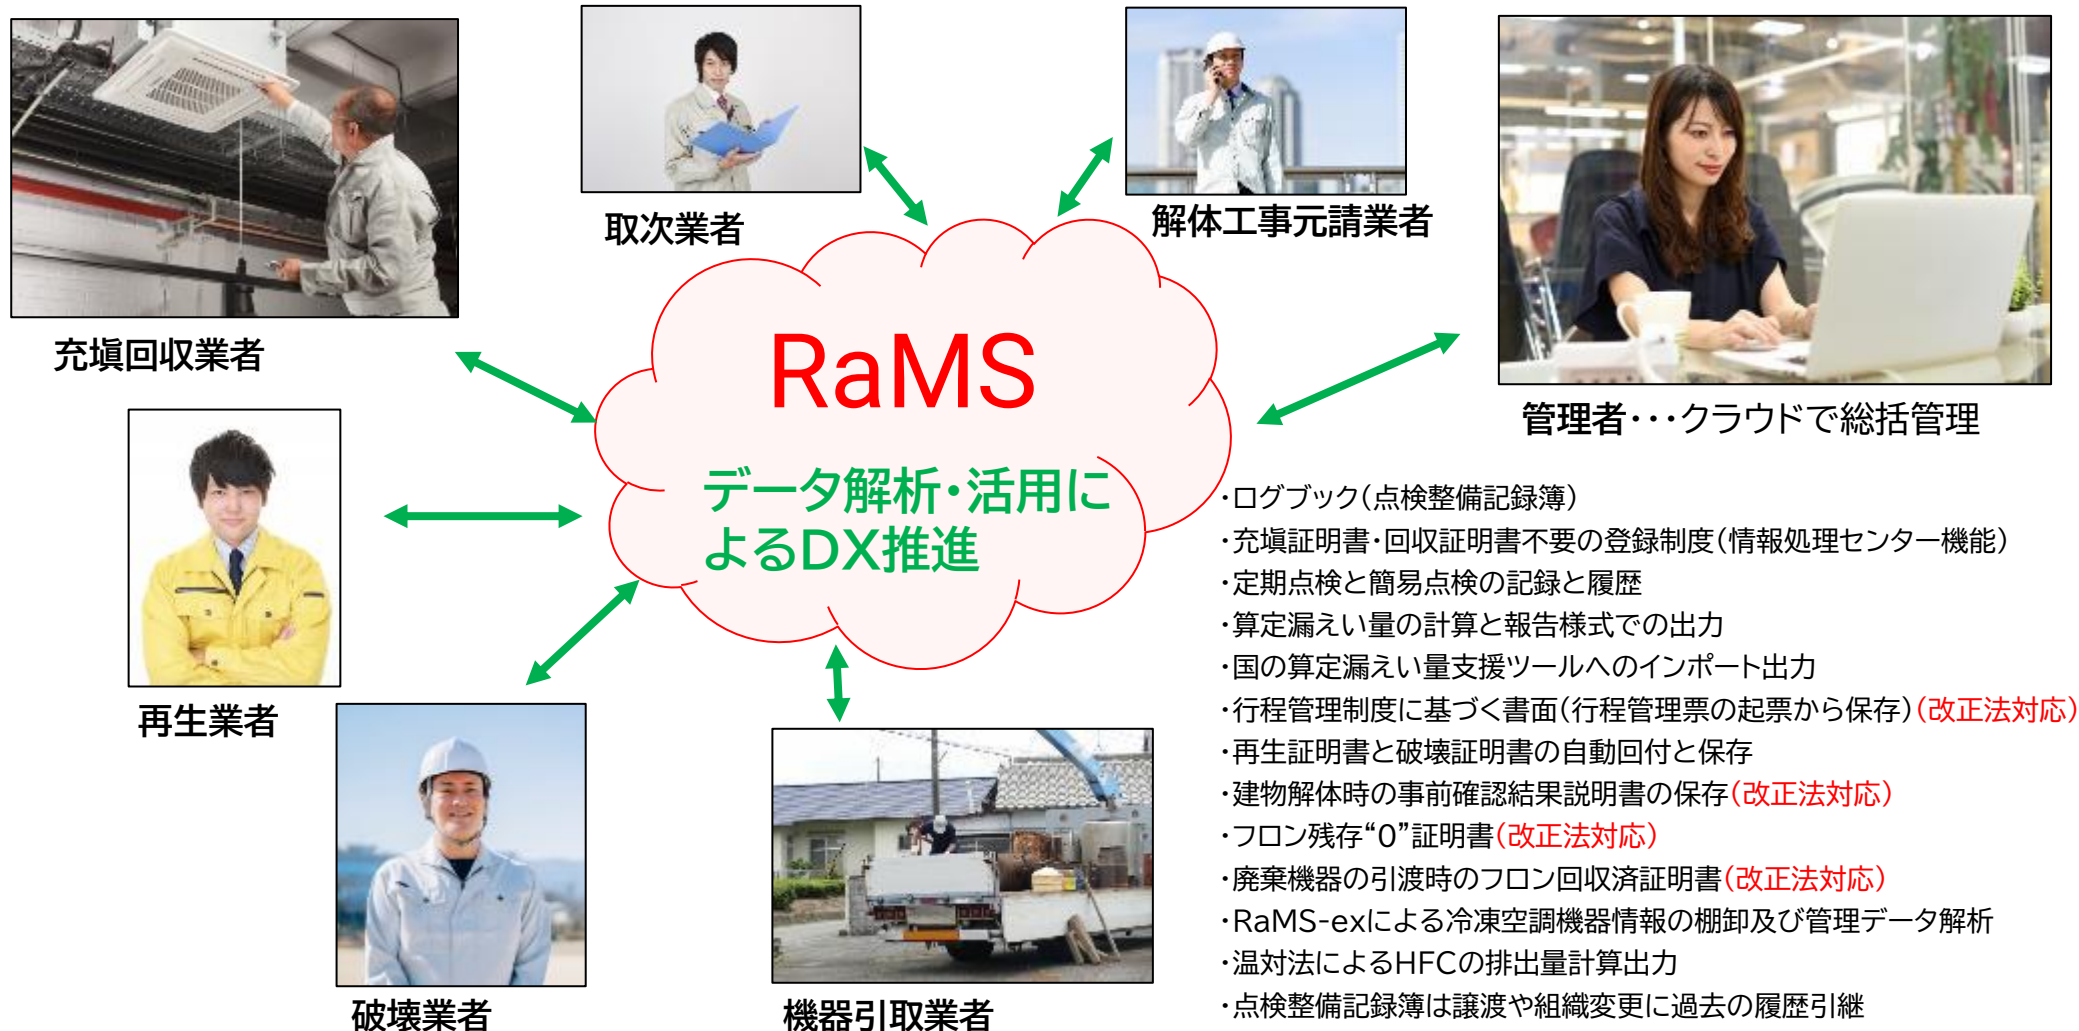 取次業者
解体工事元請業者
充塡回収業者
RaMS
管理者・・・クラウドで総括管理
データ解析・活用に
よるDX推進
再生業者
破壊業者
機器引取業者
・ログブック（点検整備記録簿）
・充塡証明書・回収証明書不要の登録制度（情報処理センター機能）
・定期点検と簡易点検の記録と履歴
・算定漏えい量の計算と報告様式での出力
・国の算定漏えい量支援ツールへのインポート出力
・行程管理制度に基づく書面（行程管理票の起票から保存）（改正法対応）
・再生証明書と破壊証明書の自動回付と保存
・建物解体時の事前確認結果説明書の保存（改正法対応）
・フロン残存“0”証明書（改正法対応）
・廃棄機器の引渡時のフロン回収済証明書（改正法対応）
・RaMS-exによる冷凍空調機器情報の棚卸及び管理データ解析
・温対法によるHFCの排出量計算出力
・点検整備記録簿は譲渡や組織変更に過去の履歴引継